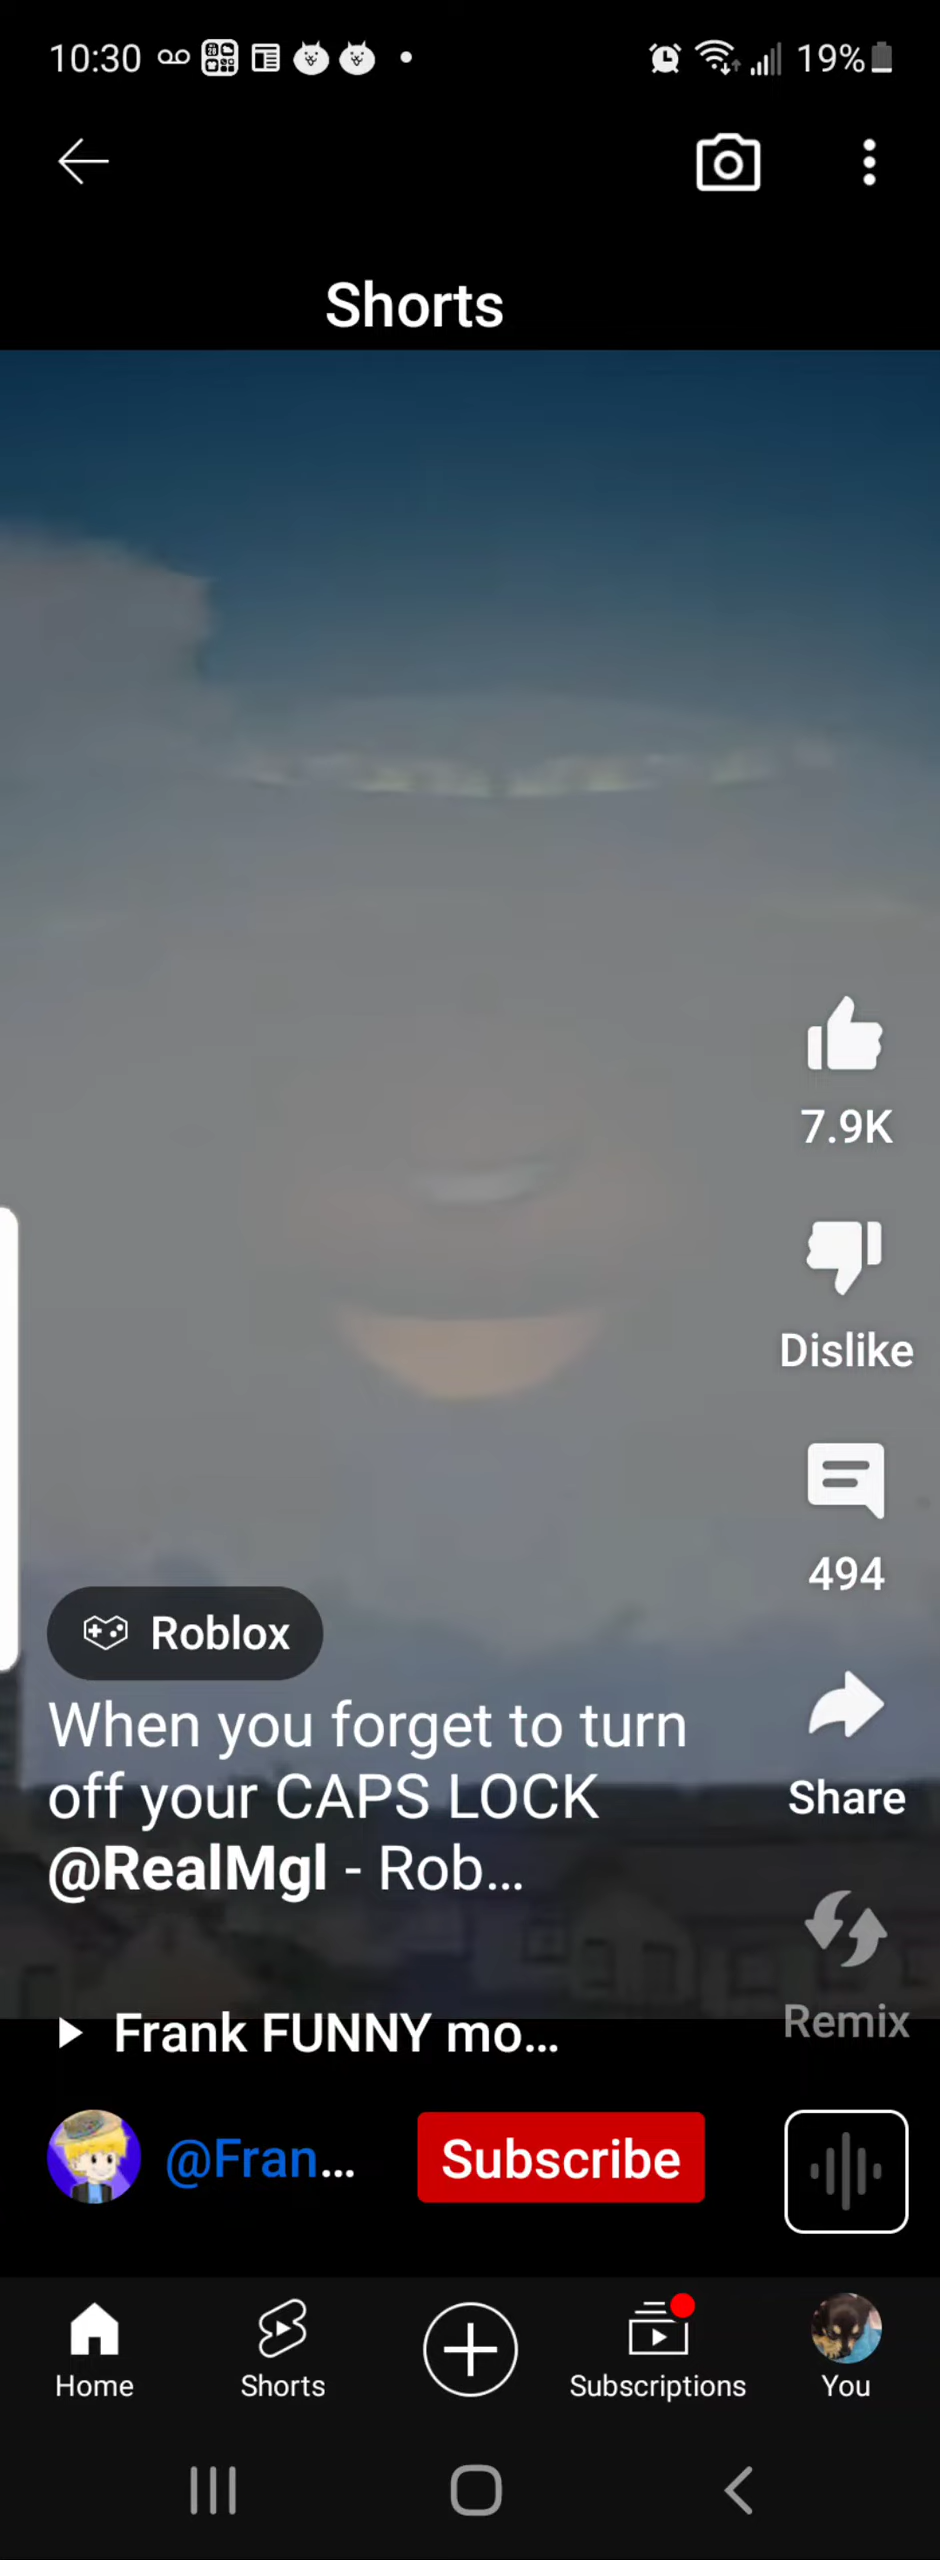 10:30
19%
Shorts
7.9K
Dislike
494
Roblox
When you forget to turn
off your CAPS LOCK
@RealMgl - Rob...
Share
Remix
Frank FUNNY mo...
@Fran...
Subscribe
Home
Shorts
Subscriptions
You